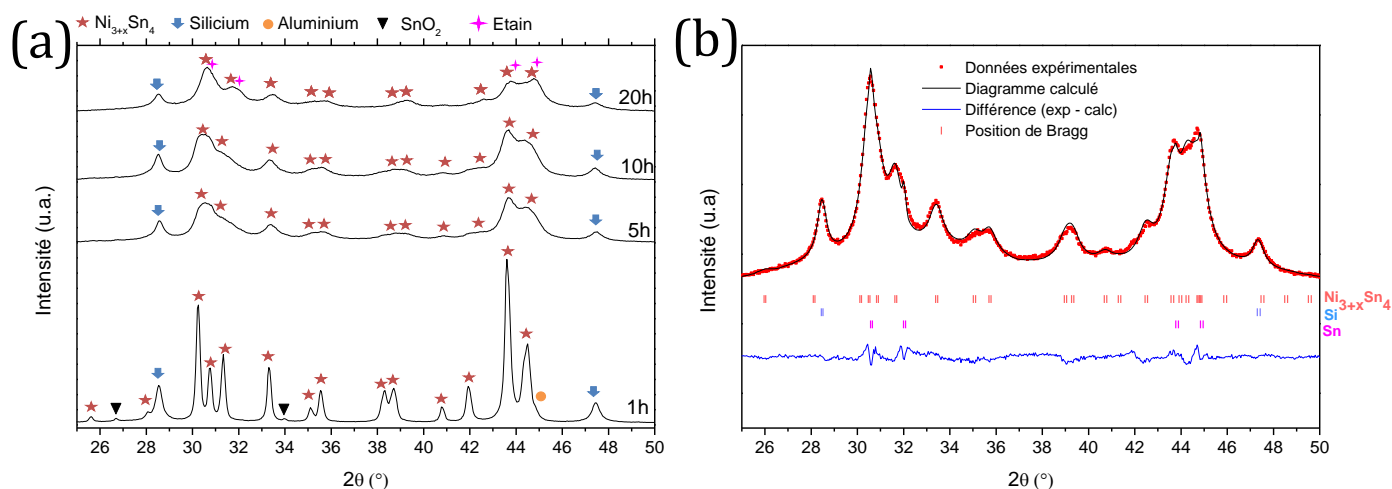 (a)
Ni3+xSn4 Silicium Aluminium SnO2 Etain
20h
10h
5h
1h
Intensité (u.a.)
26 28 30 32 34 36 38 40 42 44 46 48 50
2θ (°)
(b)
Données expérimentales
Diagramme calculé
Différence (exp - calc)
Position de Bragg
Ni3+xSn4
Si
Sn
Intensité (u.a)
26 28 30 32 34 36 38 40 42 44 46 48 50
2θ (°)